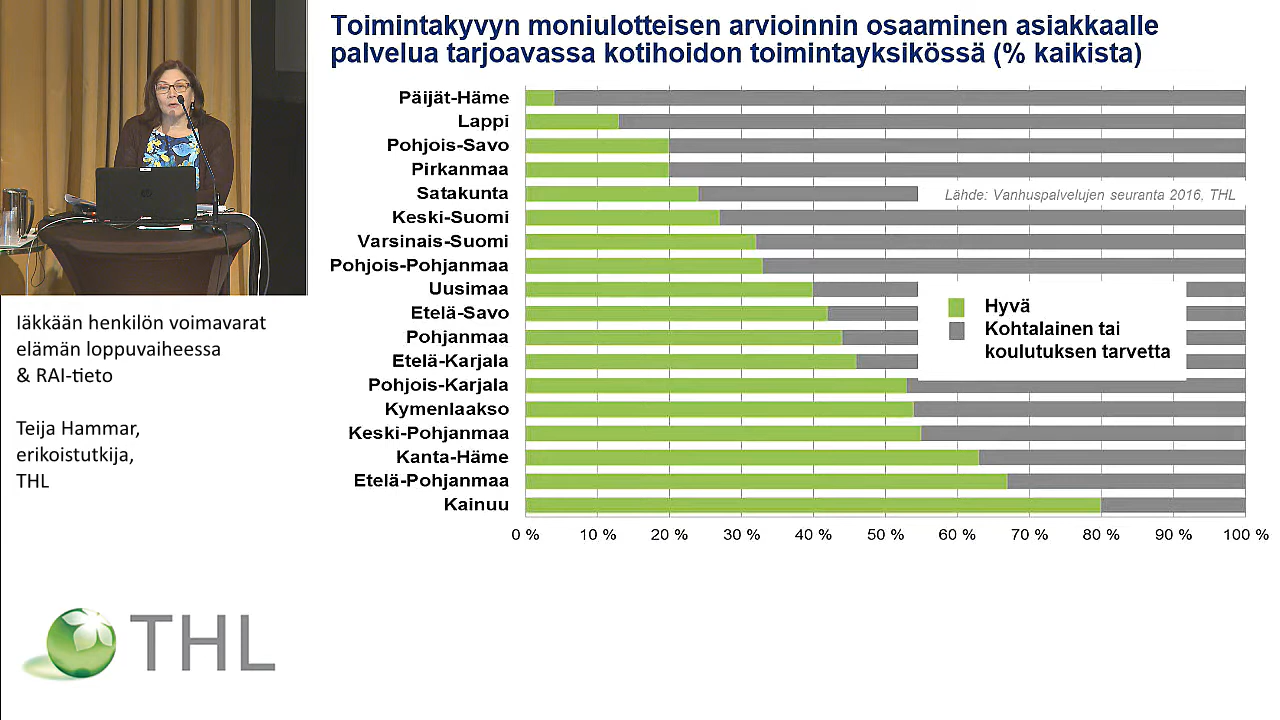 Toimintakyvyn moniulotteisen arvioinnin osaaminen asiakkaalle
palvelua tarjoavassa kotihoidon toimintayksikössä (% kaikista)
Päijät-Häme
Lappi
Pohjois-Savo
Pirkanmaa
Satakunta
Lähde: Vanhuspalvelujen seuranta 2016, THL
Keski-Suomi
Varsinais-Suomi
Pohjois-Pohjanmaa
Uusimaa
Etelä-Savo
Pohjanmaa
Etelä-Karjala
Pohjois-Karjala
Kymenlaakso
Keski-Pohjanmaa
Kanta-Häme
Etelä-Pohjanmaa
Kainuu
Hyvä
Kohtalainen tai
koulutuksen tarvetta
0 % 10 % 20 % 30 % 40 % 50 % 60 % 70 % 80 % 90 % 100 %
Iäkkään henkilön voimavarat
elämän loppuvaiheessa
& RAI-tieto
Teija Hammar,
erikoistutkija,
THL
THL